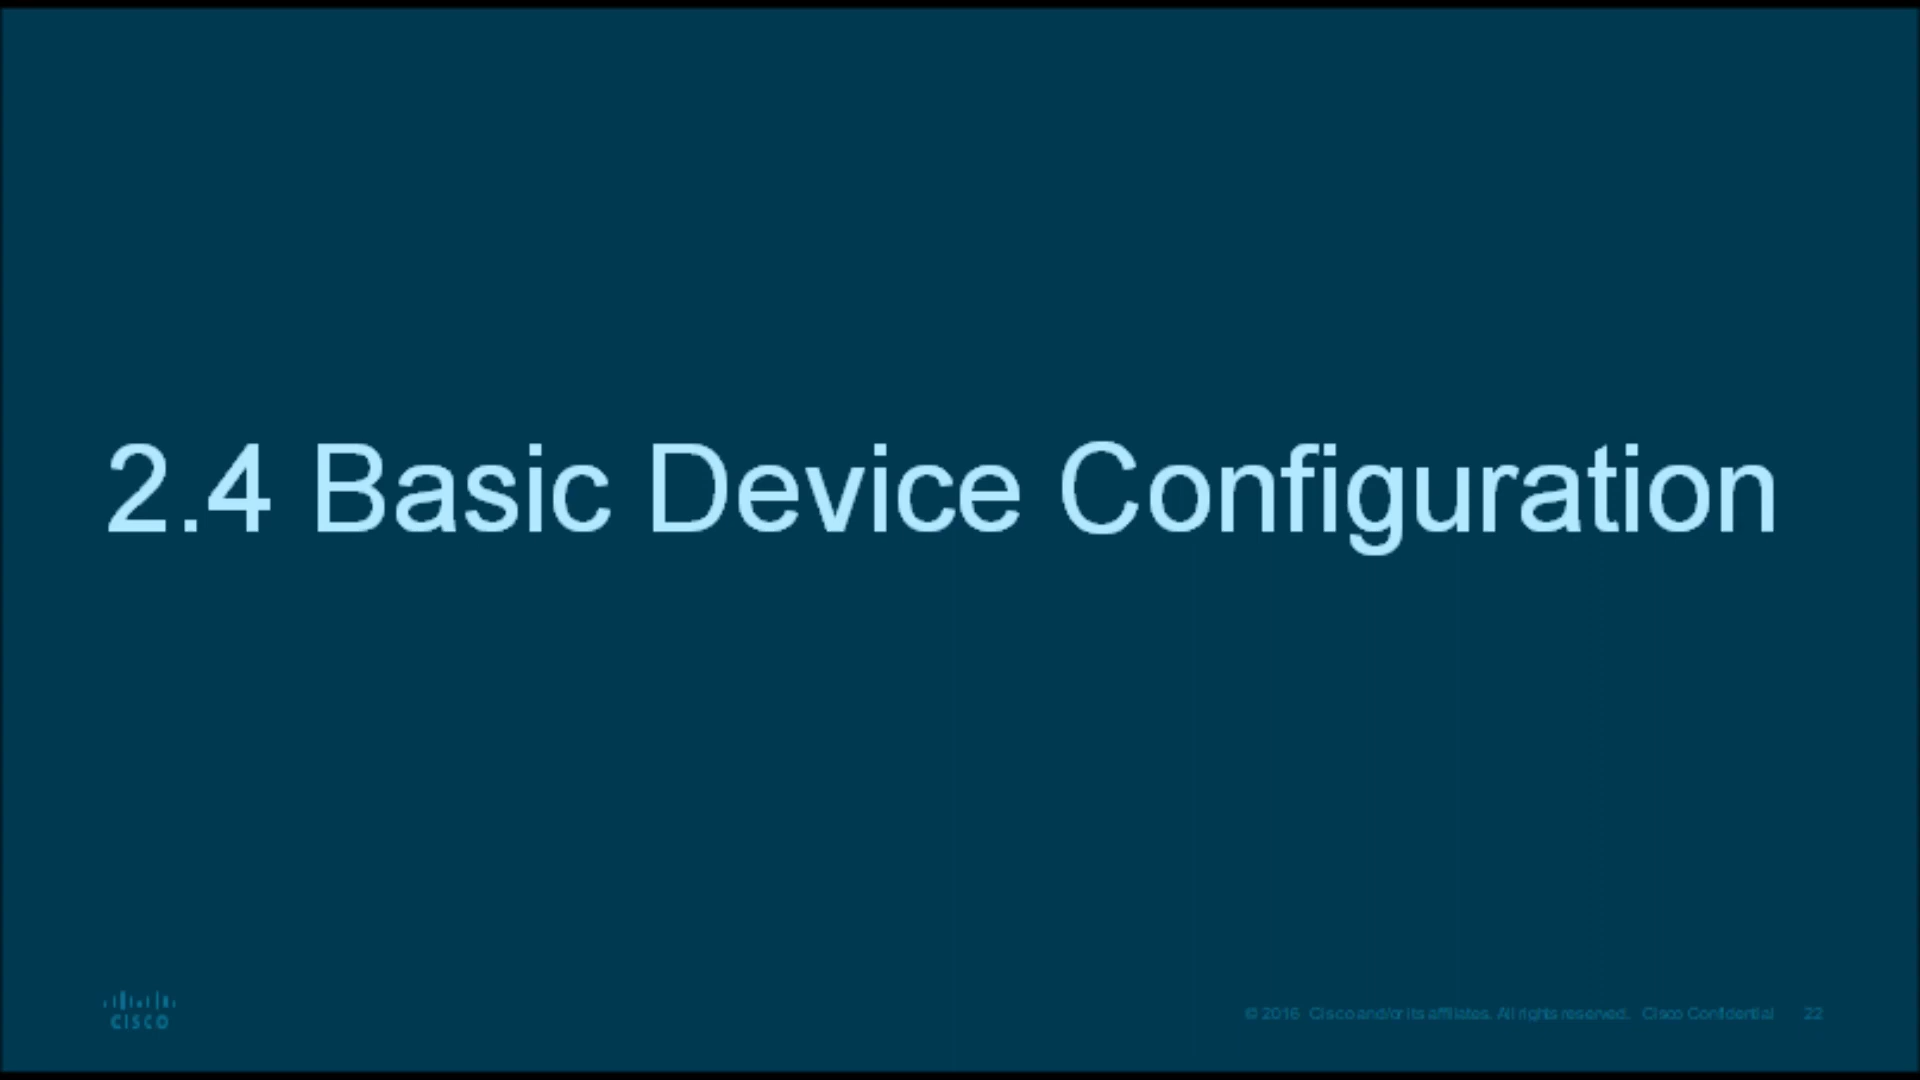 2.4 Basic Device Configuration
CISCO
© 2016 Cisco and/or its affiliates. All rights reserved. Cisco Confidential 22